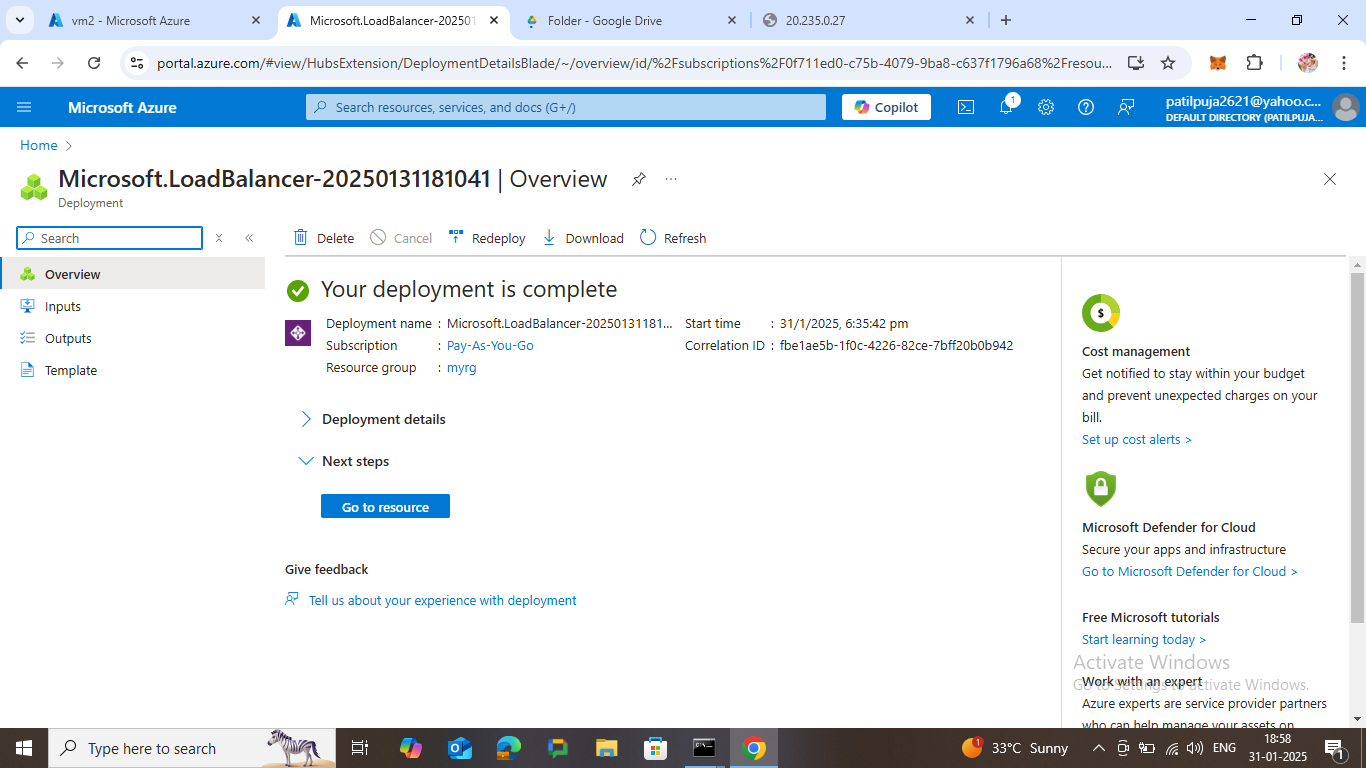 vm2 - Microsoft Azure
Microsoft.LoadBalancer-202501
Folder - Google Drive
20.235.0.27
portal.azure.com/#view/HubsExtension/DeploymentDetailsBlade/~/overview/id/%2Fsubscriptions%2F0f711ed0-c75b-4079-9ba8-c637f1796a68%2Fresou...
Microsoft Azure
Search resources, services, and docs (G+/)
Copilot
1
patilpuja2621@yahoo.c...
DEFAULT DIRECTORY (PATILPUJA...
Home
Microsoft.LoadBalancer-20250131181041 | Overview
Deployment
Search
Delete
Cancel
Redeploy
Download
Refresh
Overview
Inputs
Outputs
Template
Your deployment is complete
Deployment name : Microsoft.LoadBalancer-20250131181...
Subscription : Pay-As-You-Go
Resource group : myrg
Start time : 31/1/2025, 6:35:42 pm
Correlation ID : fbe1ae5b-1f0c-4226-82ce-7bff20b0b942
Deployment details
Next steps
Go to resource
Give feedback
Tell us about your experience with deployment
$
Cost management
Get notified to stay within your budget
and prevent unexpected charges on your
bill.
Set up cost alerts >
Microsoft Defender for Cloud
Secure your apps and infrastructure
Go to Microsoft Defender for Cloud >
Free Microsoft tutorials
Start learning today >
Activate Windows
Go to Settings to activate Windows.
Work with an expert
Azure experts are service provider partners
who can help manage your assets on
Type here to search
1
33°C Sunny
ENG
18:58
31-01-2025
1